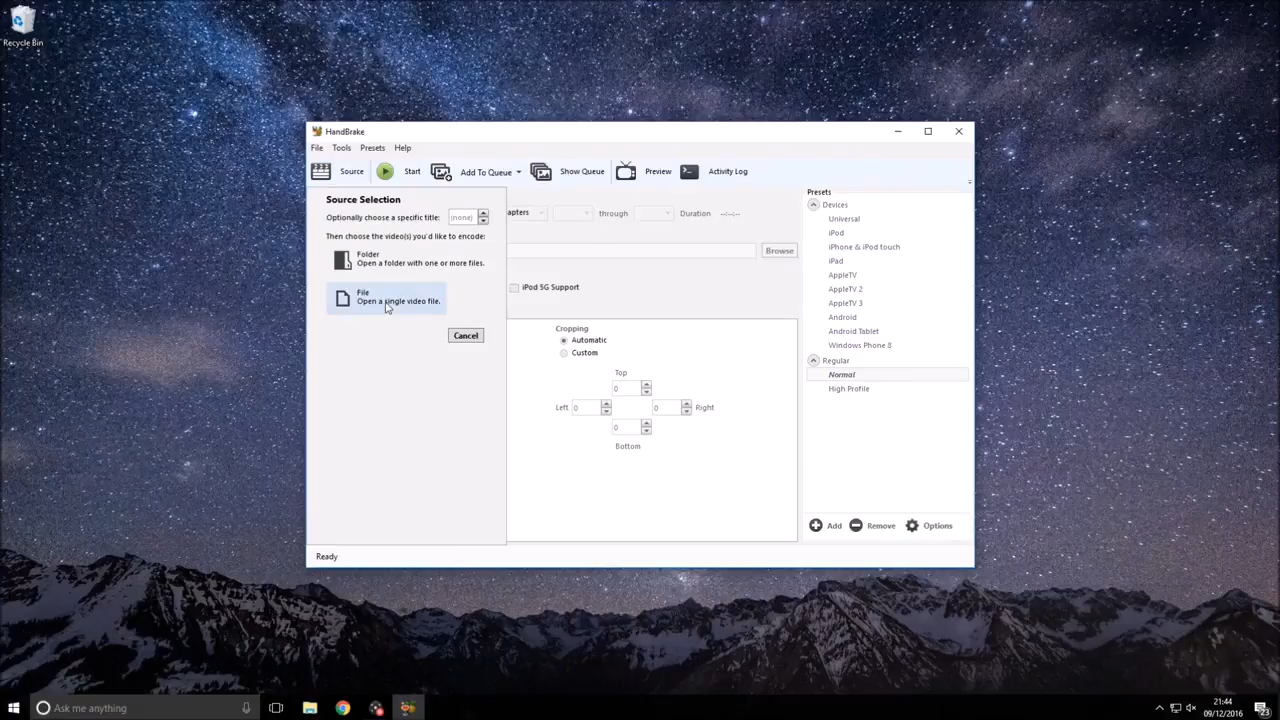 Recycle Bin
HandBrake
File Tools Presets Help
Source Start Add To Queue Show Queue Preview Activity Log
Source Selection
Optionally choose a specific title: (none)
Then choose the video(s) you'd like to encode:
Folder
Open a folder with one or more files.
File
Open a single video file.
Cancel
apters through Duration --:--:--
Browse
iPod 5G Support
Cropping
Automatic
Custom
Top
0
Left 0 0 Right
0
Bottom
Presets
Devices
Universal
iPod
iPhone & iPod touch
iPad
AppleTV
AppleTV 2
AppleTV 3
Android
Android Tablet
Windows Phone 8
Regular
Normal
High Profile
Add Remove Options
Ready
Ask me anything
21:44
09/12/2016
23